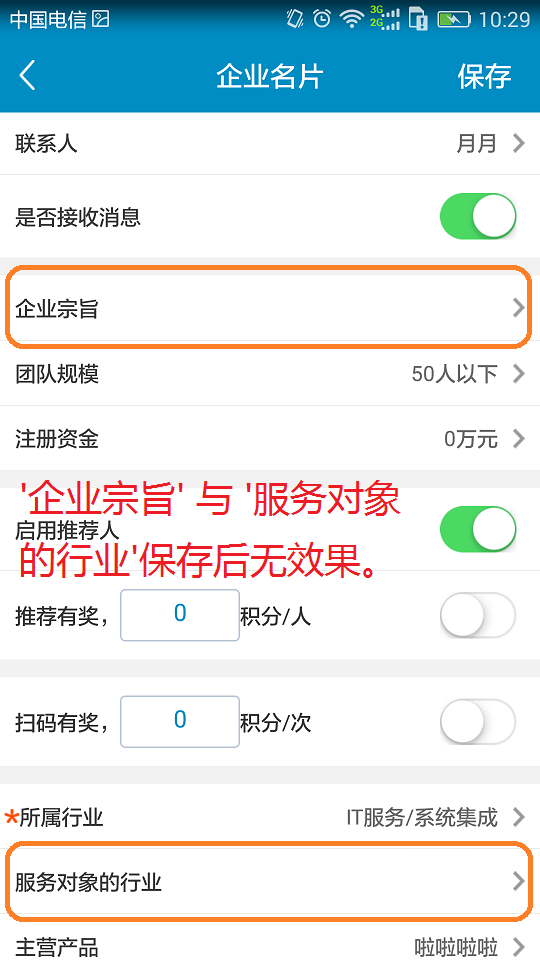 中国电信 3G 2G 10:29
企业名片 保存
联系人 月月
是否接收消息
企业宗旨
团队规模 50人以下
注册资金 0万元
'企业宗旨' 与 '服务对象
启用推荐人
的行业'保存后无效果。
推荐有奖， 0 积分/人
扫码有奖， 0 积分/次
*所属行业 IT服务/系统集成
服务对象的行业
主营产品 啦啦啦啦